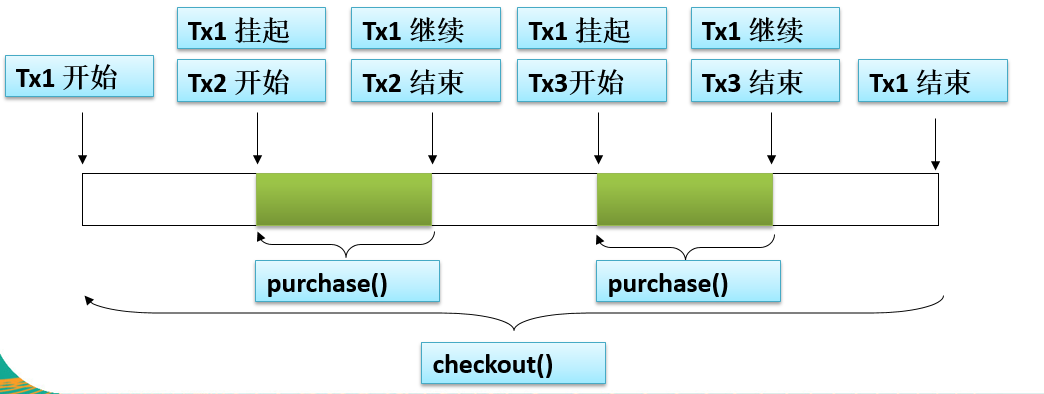 Tx1 挂起
Tx1 继续
Tx1 挂起
Tx1 继续
Tx1 开始
Tx2 开始
Tx2 结束
Tx3开始
Tx3 结束
Tx1 结束
purchase()
purchase()
checkout()